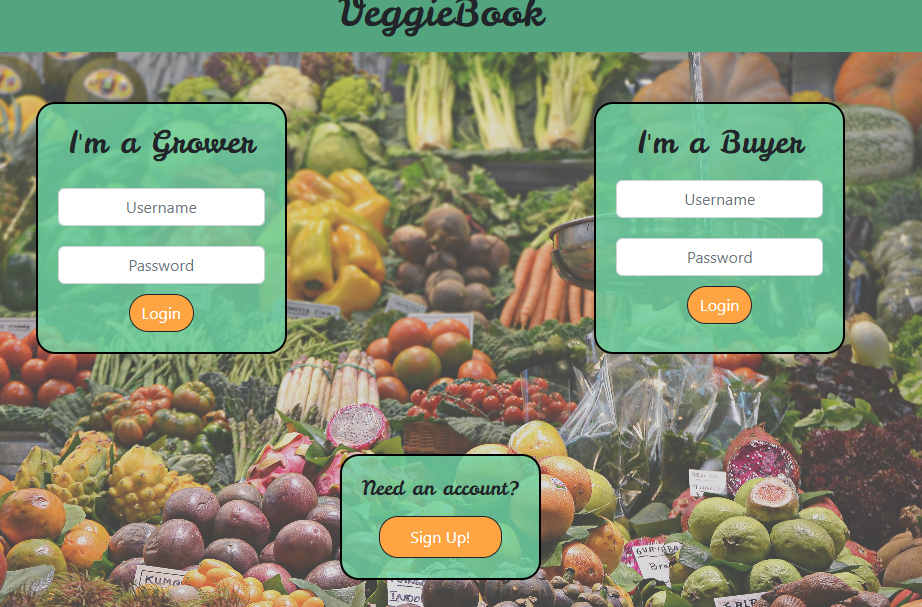 VeggieBook
I'm a Grower
Username
Password
Login
I'm a Buyer
Username
Password
Login
Need an account?
Sign Up!